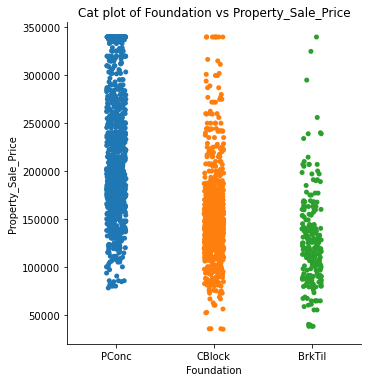 Cat plot of Foundation vs Property_Sale_Price
350000
300000
250000
200000
150000
100000
50000
Property_Sale_Price
PConc CBlock BrkTil
Foundation